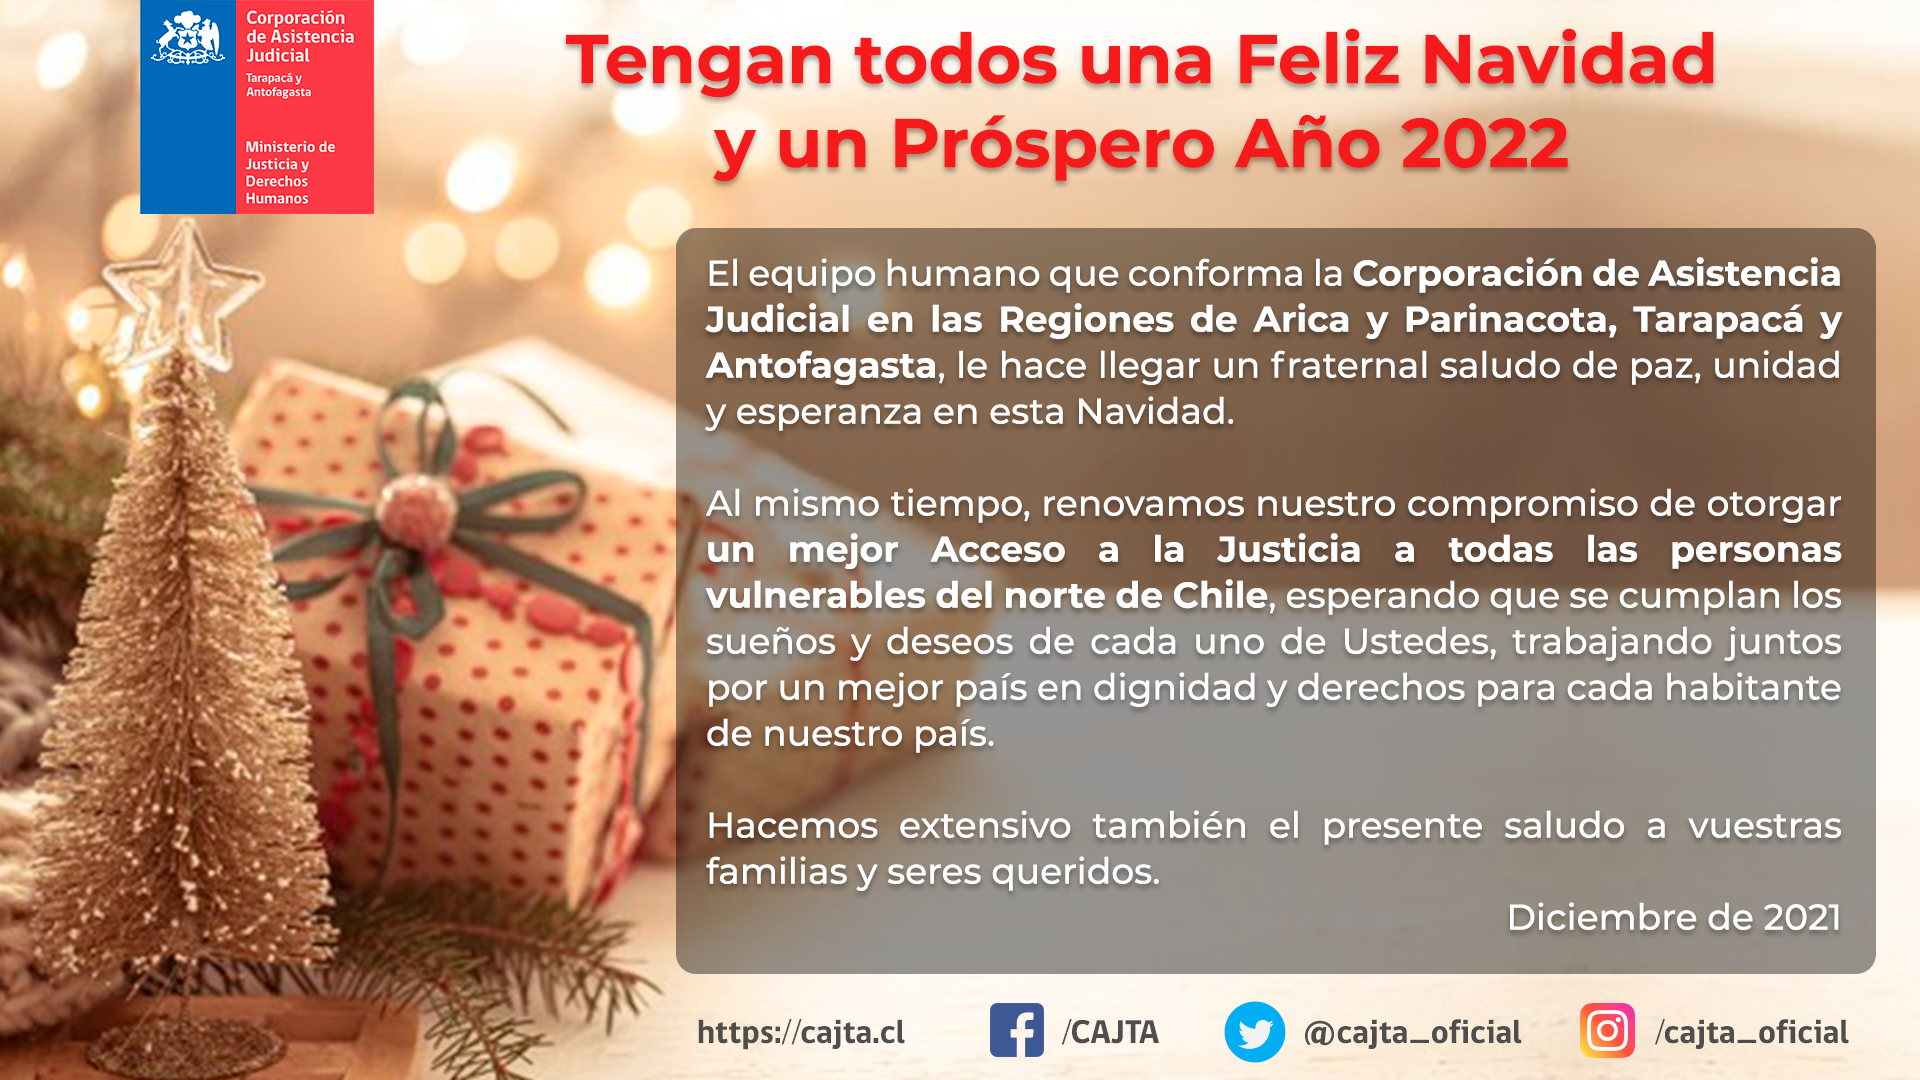 Corporación
de Asistencia
Judicial
Tarapacá y
Antofagasta
Ministerio de
Justicia y
Derechos
Humanos
Tengan todos una Feliz Navidad
y un Próspero Año 2022
El equipo humano que conforma la Corporación de Asistencia
Judicial en las Regiones de Arica y Parinacota, Tarapacá y
Antofagasta, le hace llegar un fraternal saludo de paz, unidad
y esperanza en esta Navidad.
Al mismo tiempo, renovamos nuestro compromiso de otorgar
un mejor Acceso a la Justicia a todas las personas
vulnerables del norte de Chile, esperando que se cumplan los
sueños y deseos de cada uno de Ustedes, trabajando juntos
por un mejor país en dignidad y derechos para cada habitante
de nuestro país.
Hacemos extensivo también el presente saludo a vuestras
familias y seres queridos.
Diciembre de 2021
https://cajta.cl /CAJTA @cajta_oficial /cajta_oficial